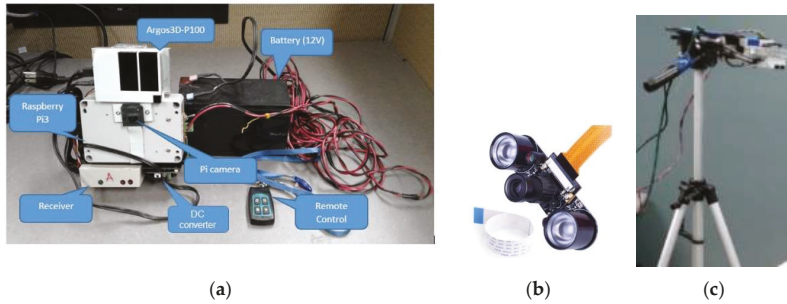 Argos3D-P100
Battery (12V)
Raspberry
Pi3
Pi camera
Receiver
DC
converter
Remote
Control
A
(a)
(b)
(c)